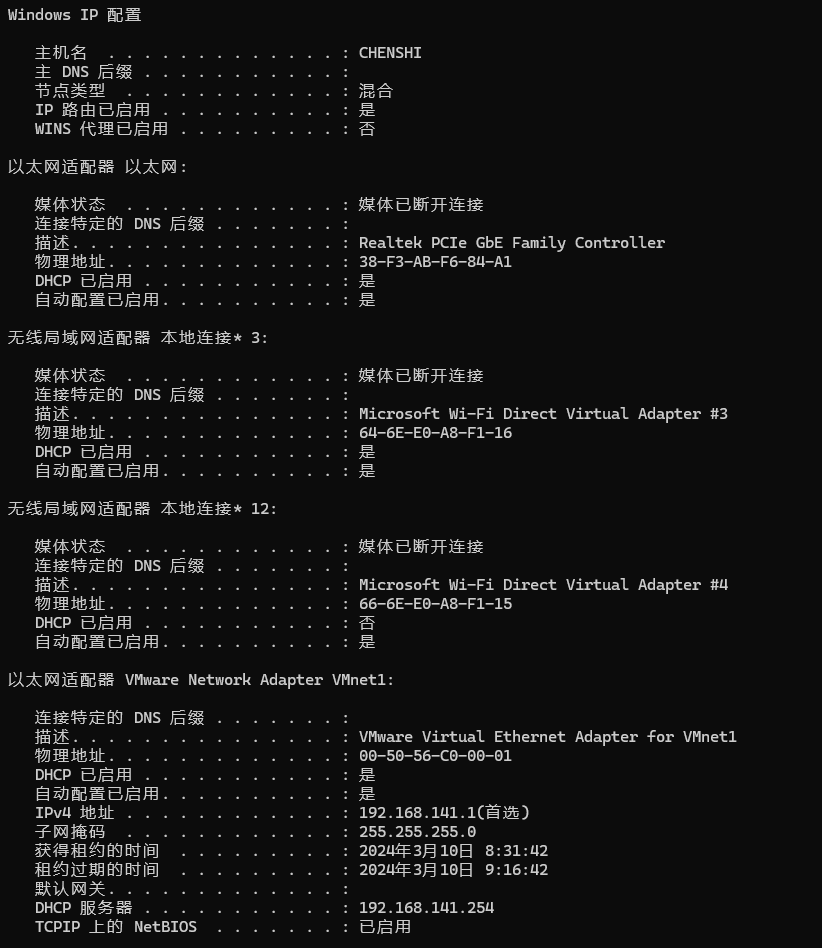 Windows IP 配置
主机名  . . . . . . . . . . . . . : CHENSHI
主 DNS 后缀 . . . . . . . . . . . :
节点类型  . . . . . . . . . . . . : 混合
IP 路由已启用 . . . . . . . . . . : 是
WINS 代理已启用 . . . . . . . . . : 否
以太网适配器 以太网:
媒体状态  . . . . . . . . . . . . : 媒体已断开连接
连接特定的 DNS 后缀 . . . . . . . :
描述. . . . . . . . . . . . . . . : Realtek PCIe GbE Family Controller
物理地址. . . . . . . . . . . . . : 38-F3-AB-F6-84-A1
DHCP 已启用 . . . . . . . . . . . : 是
自动配置已启用. . . . . . . . . . : 是
无线局域网适配器 本地连接* 3:
媒体状态  . . . . . . . . . . . . : 媒体已断开连接
连接特定的 DNS 后缀 . . . . . . . :
描述. . . . . . . . . . . . . . . : Microsoft Wi-Fi Direct Virtual Adapter #3
物理地址. . . . . . . . . . . . . : 64-6E-E0-A8-F1-16
DHCP 已启用 . . . . . . . . . . . : 是
自动配置已启用. . . . . . . . . . : 是
无线局域网适配器 本地连接* 12:
媒体状态  . . . . . . . . . . . . : 媒体已断开连接
连接特定的 DNS 后缀 . . . . . . . :
描述. . . . . . . . . . . . . . . : Microsoft Wi-Fi Direct Virtual Adapter #4
物理地址. . . . . . . . . . . . . : 66-6E-E0-A8-F1-15
DHCP 已启用 . . . . . . . . . . . : 否
自动配置已启用. . . . . . . . . . : 是
以太网适配器 VMware Network Adapter VMnet1:
连接特定的 DNS 后缀 . . . . . . . :
描述. . . . . . . . . . . . . . . : VMware Virtual Ethernet Adapter for VMnet1
物理地址. . . . . . . . . . . . . : 00-50-56-C0-00-01
DHCP 已启用 . . . . . . . . . . . : 是
自动配置已启用. . . . . . . . . . : 是
IPv4 地址 . . . . . . . . . . . . : 192.168.141.1(首选)
子网掩码  . . . . . . . . . . . . : 255.255.255.0
获得租约的时间  . . . . . . . . . : 2024年3月10日 8:31:42
租约过期的时间  . . . . . . . . . : 2024年3月10日 9:16:42
默认网关. . . . . . . . . . . . . :
DHCP 服务器 . . . . . . . . . . . : 192.168.141.254
TCPIP 上的 NetBIOS  . . . . . . . : 已启用